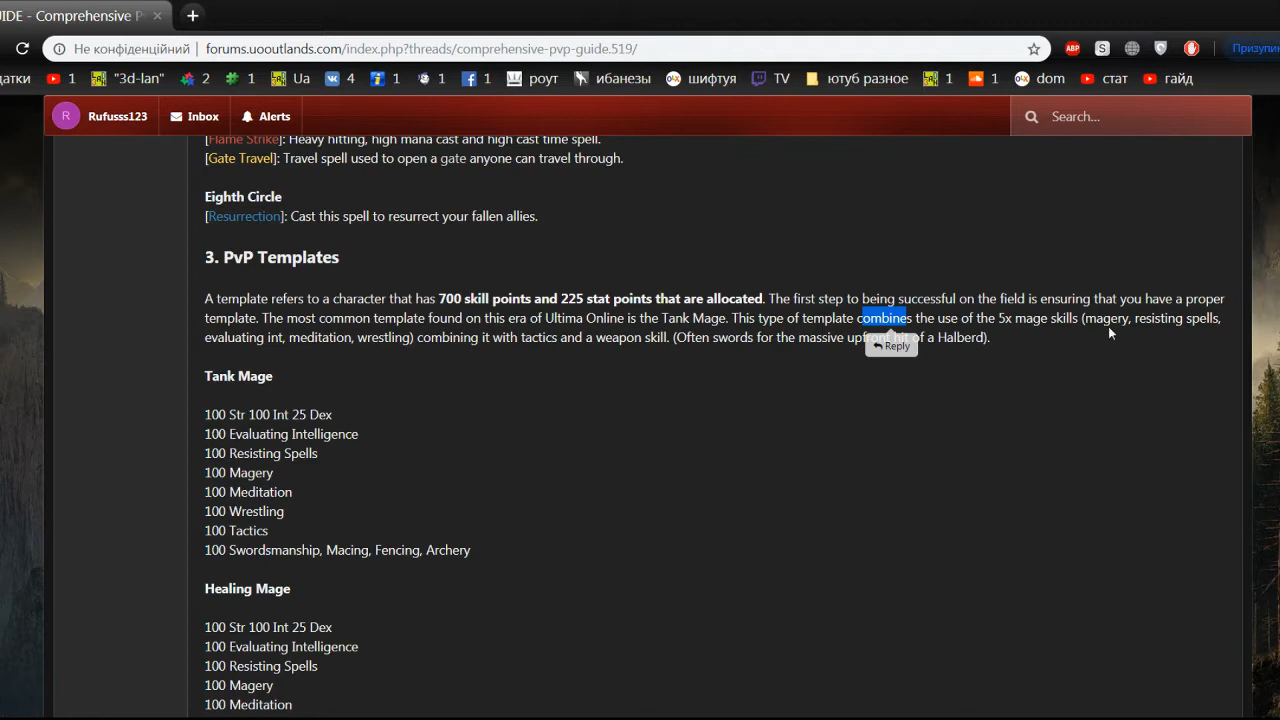 IDE - Comprehensive P
Не конфіденційний forums.uooutlands.com/index.php?threads/comprehensive-pvp-guide.519/ ABP S Призупин
датки 1 "3d-lan" 2 1 Ua 4 1 1 1 роут ибанезы шифтуя TV ютуб разное 1 1 dom стат гайд
R Rufusss123 Inbox Alerts Search...
[Flame Strike]: Heavy hitting, high mana cast and high cast time spell.
[Gate Travel]: Travel spell used to open a gate anyone can travel through.
Eighth Circle
[Resurrection]: Cast this spell to resurrect your fallen allies.
3. PvP Templates
A template refers to a character that has 700 skill points and 225 stat points that are allocated. The first step to being successful on the field is ensuring that you have a proper
template. The most common template found on this era of Ultima Online is the Tank Mage. This type of template combines the use of the 5x mage skills (magery, resisting spells,
evaluating int, meditation, wrestling) combining it with tactics and a weapon skill. (Often swords for the massive upfront hit of a Halberd).
Reply
Tank Mage
100 Str 100 Int 25 Dex
100 Evaluating Intelligence
100 Resisting Spells
100 Magery
100 Meditation
100 Wrestling
100 Tactics
100 Swordsmanship, Macing, Fencing, Archery
Healing Mage
100 Str 100 Int 25 Dex
100 Evaluating Intelligence
100 Resisting Spells
100 Magery
100 Meditation